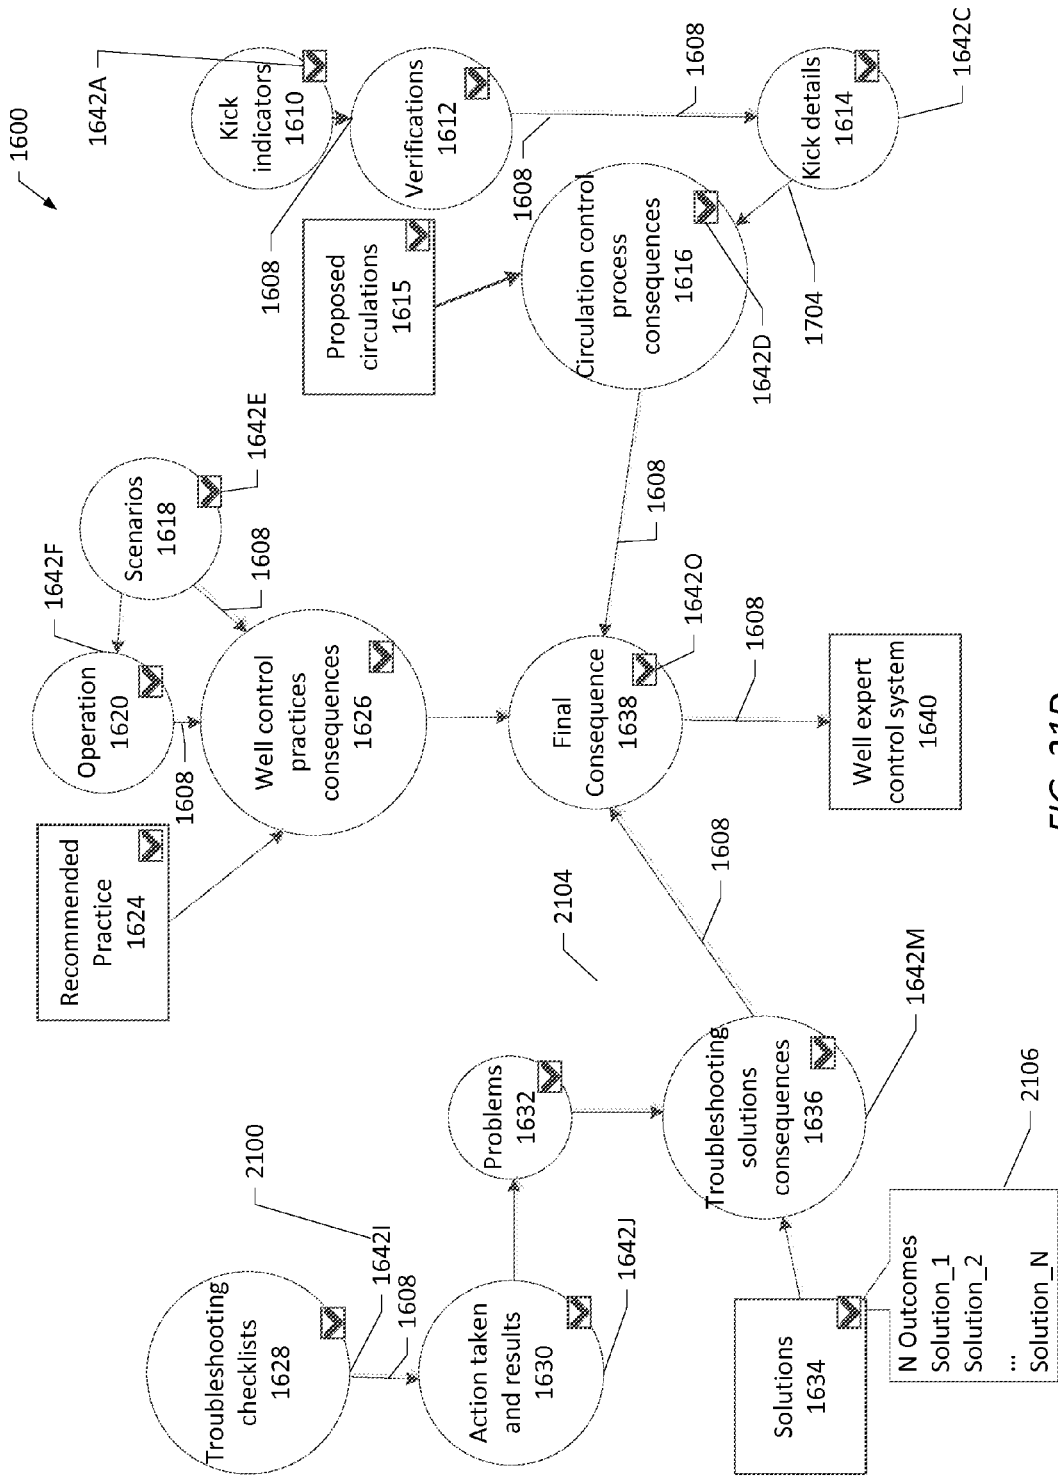 1600
1642A
Kick
indicators
1610
1608
Verifications
1612
1608
1608
Kick details
1614
1642C
Proposed
circulations
1615
Circulation control
process
consequences
1616
1642D
1704
1642F
Scenarios
1618
1642E
1608
Operation
1620
1608
Recommended
Practice
1624
Well control
practices
consequences
1626
1608
Final
Consequence
1638
1642O
1608
Well expert
control system
1640
2104
1608
2100
Troubleshooting
checklists
1628
1642I
1608
Action taken
and results
1630
1642J
Problems
1632
Troubleshooting
solutions
consequences
1636
1642M
Solutions
1634
2106
N Outcomes
Solution_1
Solution_2
...
Solution_N